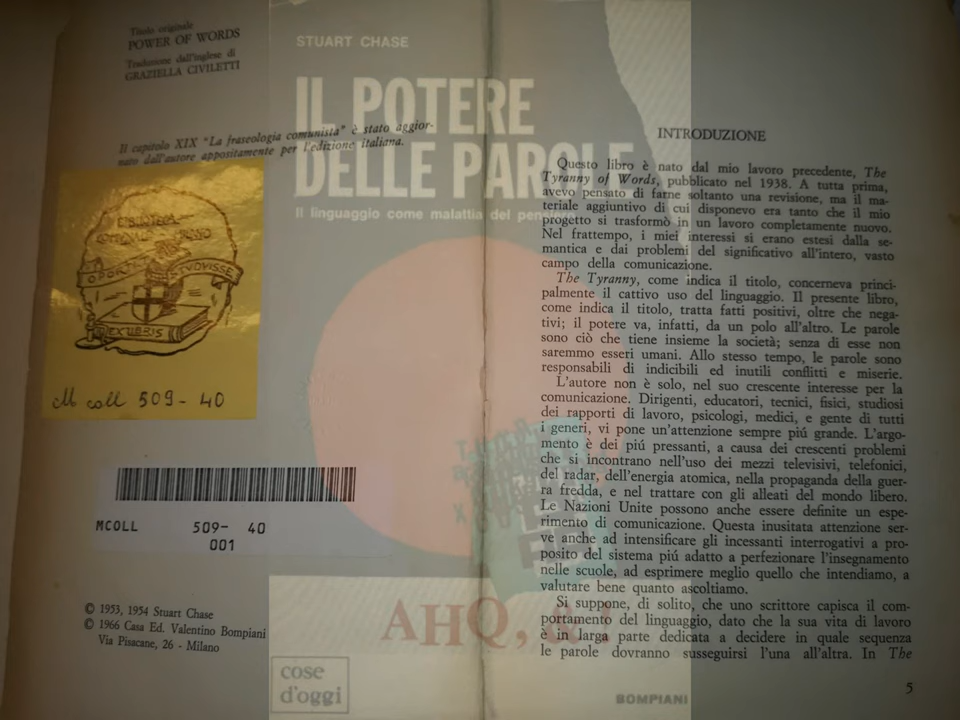 Titolo originale
POWER OF WORDS
Traduzione dall'inglese di
GRAZIELLA CIVILETTI
Il capitolo XIX "La fraseologia comunista" è stato aggior-
nato dall'autore appositamente per l'edizione italiana.
BIBLIOTECA
OPORTET STUDUISSE
EX LIBRIS
M coll 509 - 40
MCOLL 509- 40
001
© 1953, 1954 Stuart Chase
© 1966 Casa Ed. Valentino Bompiani
Via Pisacane, 26 - Milano
STUART CHASE
IL POTERE
DELLE PAROLE
Il linguaggio come malattia del
AHQ, &!
cose
d'oggi
BOMPIANI
INTRODUZIONE
Questo libro è nato dal mio lavoro precedente, The
Tyranny of Words, pubblicato nel 1938. A tutta prima,
avevo pensato di farne soltanto una revisione, ma il ma-
teriale aggiuntivo di cui disponevo era tanto che il mio
progetto si trasformò in un lavoro completamente nuovo.
Nel frattempo, i miei interessi si erano estesi dalla se-
mantica e dai problemi del significativo all'intero, vasto
campo della comunicazione.
The Tyranny, come indica il titolo, concerneva princi-
palmente il cattivo uso del linguaggio. Il presente libro,
come indica il titolo, tratta fatti positivi, oltre che nega-
tivi; il potere va, infatti, da un polo all'altro. Le parole
sono ciò che tiene insieme la società; senza di esse non
saremmo esseri umani. Allo stesso tempo, le parole sono
responsabili di indicibili ed inutili conflitti e miserie.
L'autore non è solo, nel suo crescente interesse per la
comunicazione. Dirigenti, educatori, tecnici, fisici, studiosi
dei rapporti di lavoro, psicologi, medici, e gente di tutti
i generi, vi pone un'attenzione sempre piú grande. L'argo-
mento è dei piú pressanti, a causa dei crescenti problemi
che si incontrano nell'uso dei mezzi televisivi, telefonici,
del radar, dell'energia atomica, nella propaganda della guer-
ra fredda, e nel trattare con gli alleati del mondo libero.
Le Nazioni Unite possono anche essere definite un espe-
rimento di comunicazione. Questa inusitata attenzione ser-
ve anche ad intensificare gli incessanti interrogativi a pro-
posito del sistema piú adatto a perfezionare l'insegnamento
nelle scuole, ad esprimere meglio quello che intendiamo, a
valutare bene quanto ascoltiamo.
Si suppone, di solito, che uno scrittore capisca il com-
portamento del linguaggio, dato che la sua vita di lavoro
è in larga parte dedicata a decidere in quale sequenza
le parole dovranno susseguirsi l'una all'altra. In The
5